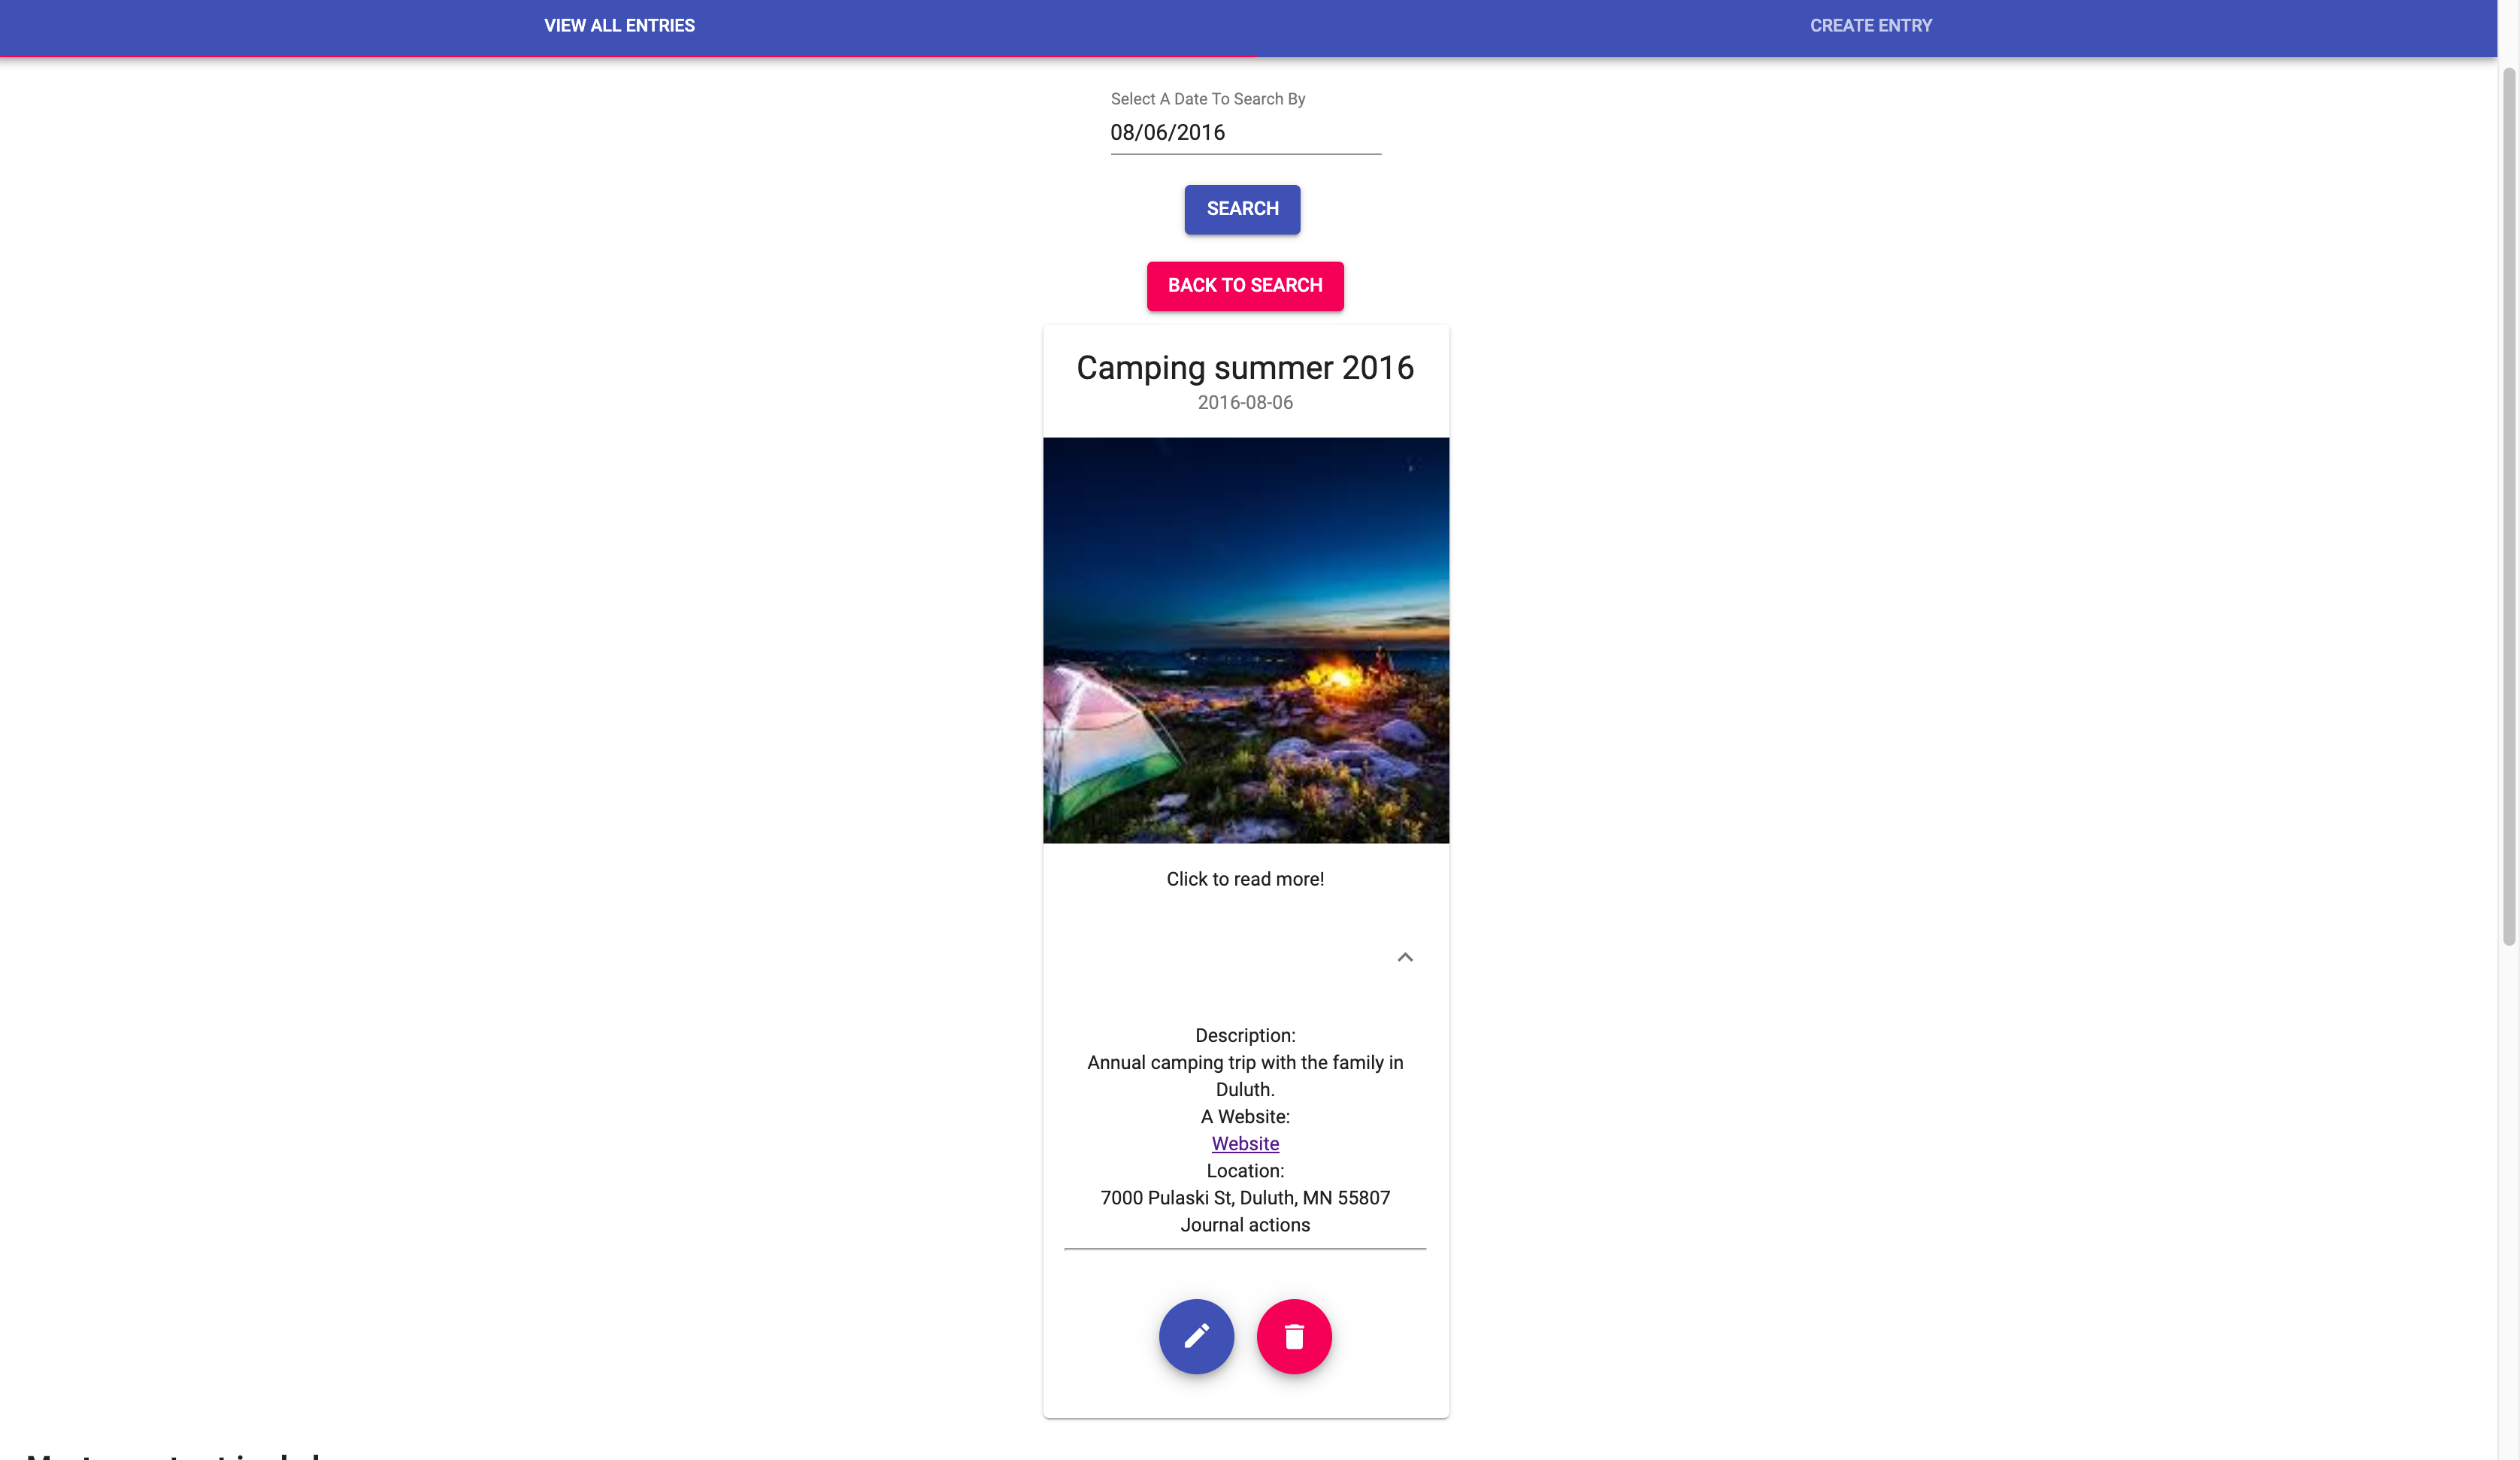 VIEW ALL ENTRIES
CREATE ENTRY
Select A Date To Search By
08/06/2016
SEARCH
BACK TO SEARCH
Camping summer 2016
2016-08-06
Click to read more!
Description:
Annual camping trip with the family in
Duluth.
A Website:
Website
Location:
7000 Pulaski St, Duluth, MN 55807
Journal actions